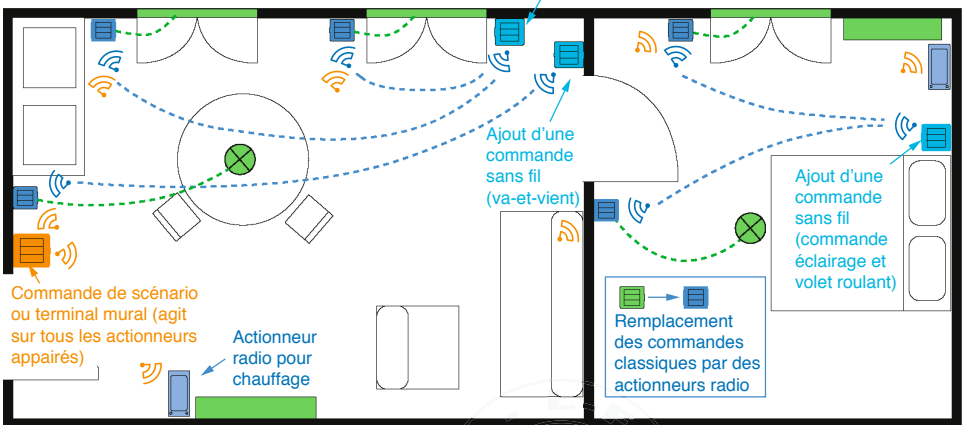 Ajout d’une
commande
sans fil
(va-et-vient)
Ajout d’une
commande
sans fil
(commande
éclairage et
volet roulant)
Commande de scénario
ou terminal mural (agit
sur tous les actionneurs
appairés)
Actionneur
radio pour
chauffage
Remplacement
des commandes
classiques par des
actionneurs radio